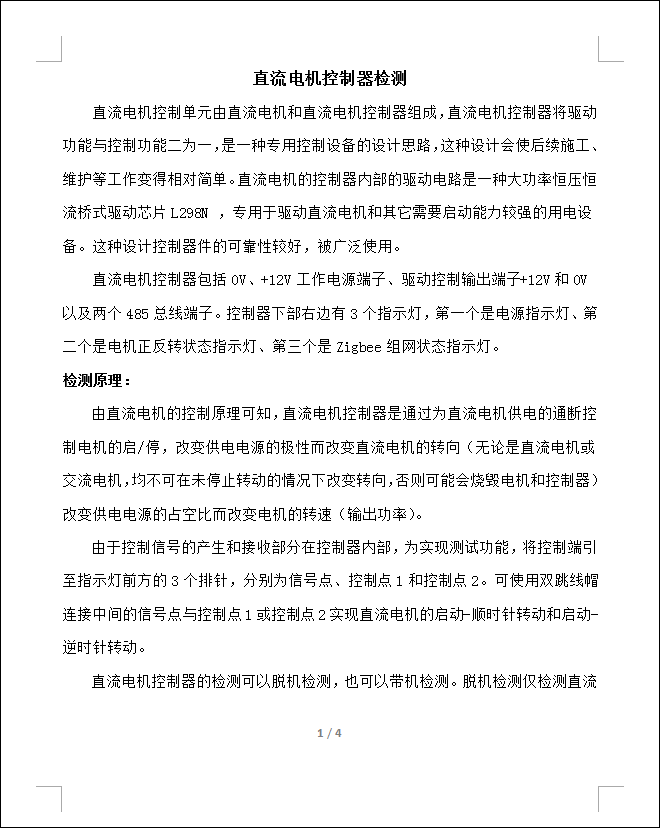 直流电机控制器检测
直流电机控制单元由直流电机和直流电机控制器组成，直流电机控制器将驱动
功能与控制功能二为一，是一种专用控制设备的设计思路，这种设计会使后续施工、
维护等工作变得相对简单。直流电机的控制器内部的驱动电路是一种大功率恒压恒
流桥式驱动芯片 L298N ，专用于驱动直流电机和其它需要启动能力较强的用电设
备。这种设计控制器件的可靠性较好，被广泛使用。
直流电机控制器包括 0V、+12V 工作电源端子、驱动控制输出端子+12V 和 0V
以及两个 485 总线端子。控制器下部右边有 3 个指示灯，第一个是电源指示灯、第
二个是电机正反转状态指示灯、第三个是 Zigbee 组网状态指示灯。
检测原理：
由直流电机的控制原理可知，直流电机控制器是通过为直流电机供电的通断控
制电机的启/停，改变供电电源的极性而改变直流电机的转向（无论是直流电机或
交流电机，均不可在未停止转动的情况下改变转向，否则可能会烧毁电机和控制器）
改变供电电源的占空比而改变电机的转速（输出功率）。
由于控制信号的产生和接收部分在控制器内部，为实现测试功能，将控制端引
至指示灯前方的 3 个排针，分别为信号点、控制点 1 和控制点 2。可使用双跳线帽
连接中间的信号点与控制点 1 或控制点 2 实现直流电机的启动-顺时针转动和启动-
逆时针转动。
直流电机控制器的检测可以脱机检测，也可以带机检测。脱机检测仅检测直流
1 / 4